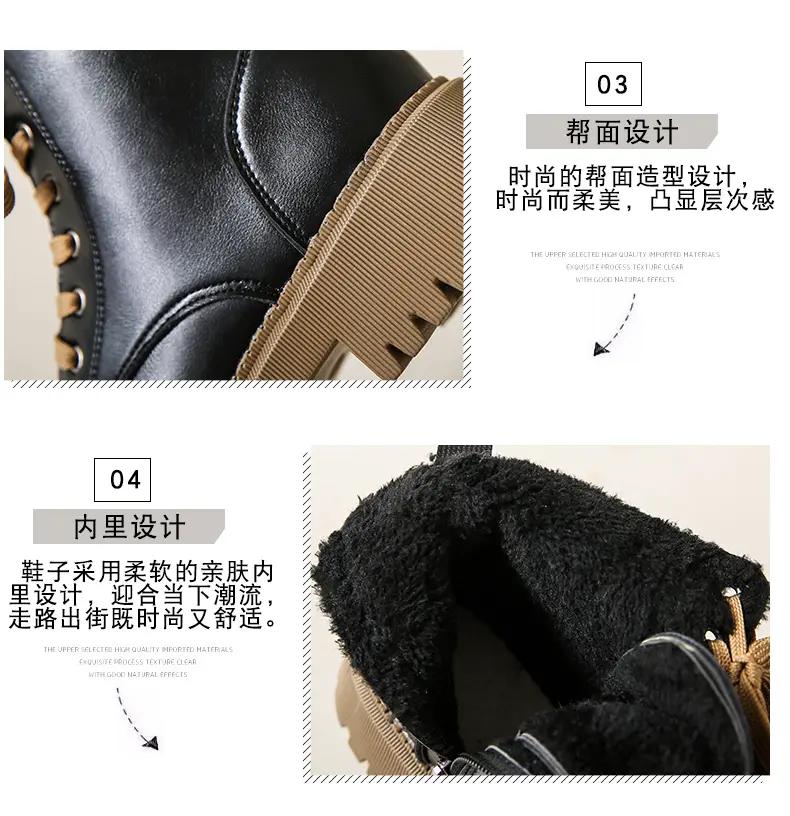 03
帮面设计
时尚的帮面造型设计，
时尚而柔美，凸显层次感
THE UPPER SELECTED HIGH QUALITY IMPORTED MATERIALS
EXQUISITE PROCESS TEXTURE CLEAR
WITH GOOD NATURAL EFFECTS
04
内里设计
鞋子采用柔软的亲肤内
里设计，迎合当下潮流，
走路出街既时尚又舒适。
THE UPPER SELECTED HIGH QUALITY IMPORTED MATERIALS
EXQUISITE PROCESS TEXTURE CLEAR
WITH GOOD NATURAL EFFECTS